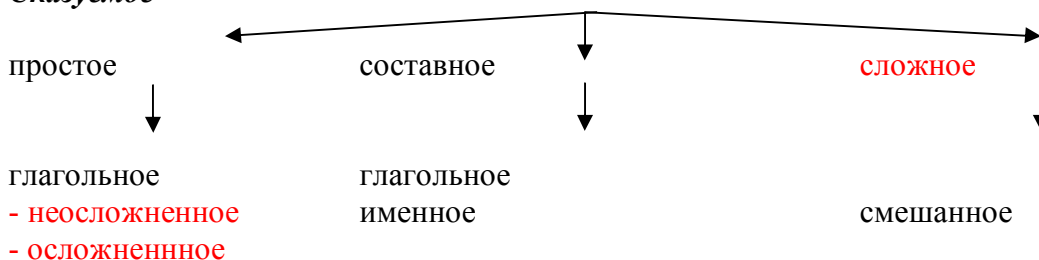 простое составное сложное
глагольное глагольное
- неосложненное именное смешанное
- осложненнное